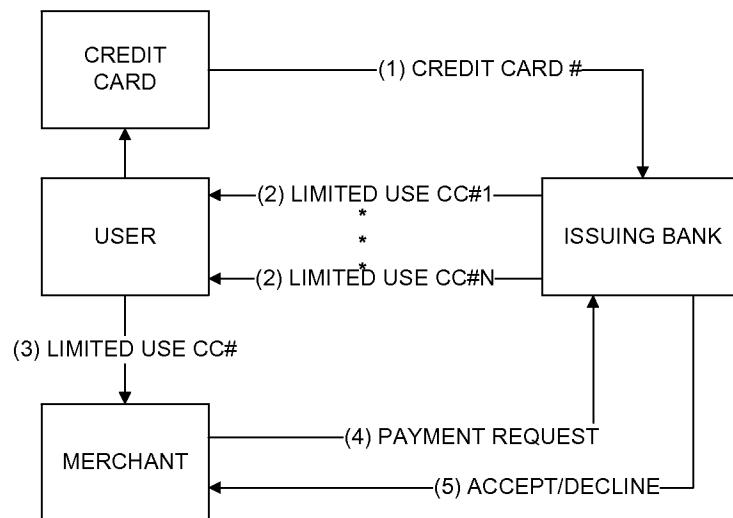 CREDIT
CARD
(1) CREDIT CARD #
USER
(2) LIMITED USE CC#1
*
*
*
(2) LIMITED USE CC#N
ISSUING BANK
(3) LIMITED USE CC#
MERCHANT
(4) PAYMENT REQUEST
(5) ACCEPT/DECLINE